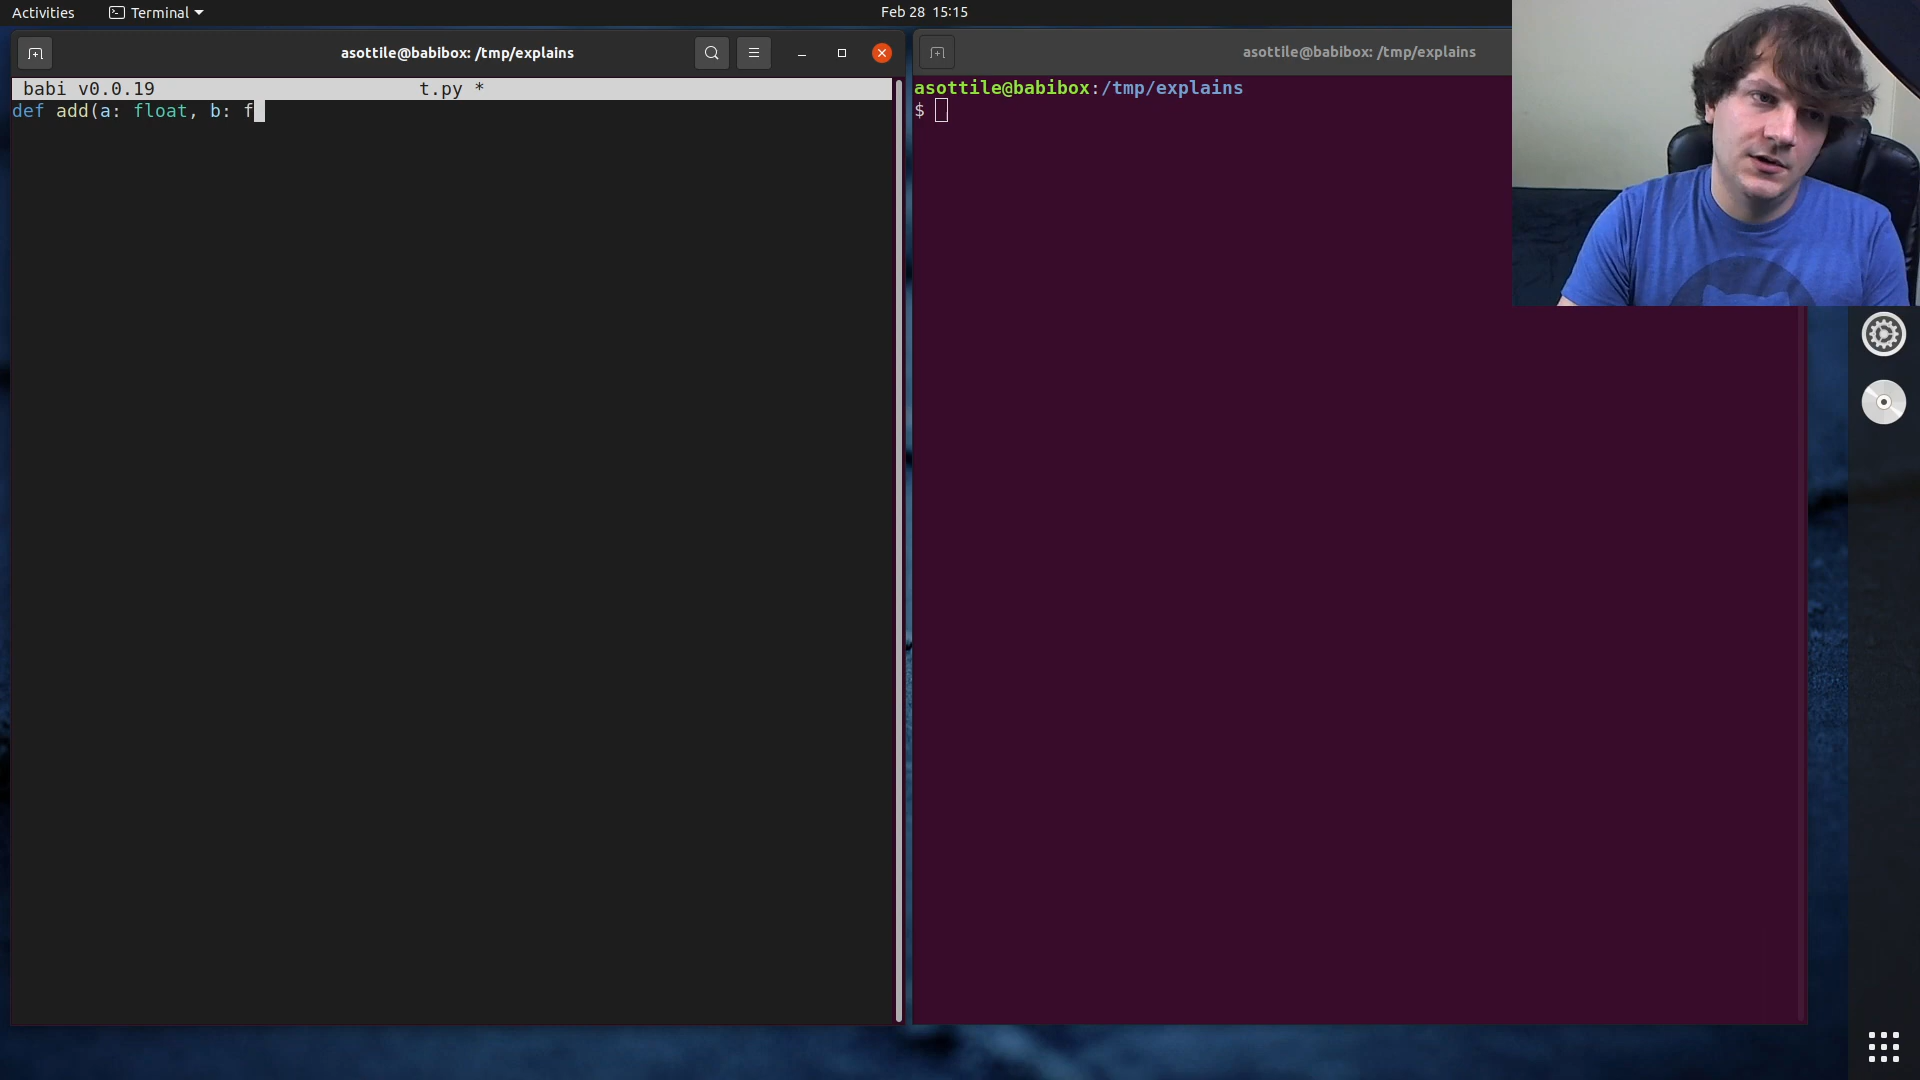 Activities
Terminal
Feb 28 15:15
asottile@babibox: /tmp/explains
babi v0.0.19 t.py *
def add(a: float, b: f
asottile@babibox: /tmp/explains
asottile@babibox:/tmp/explains
$